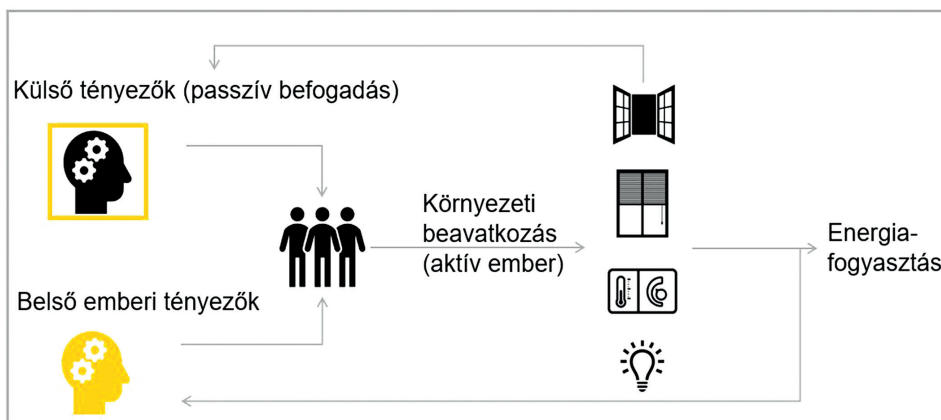 Külső tényezők (passzív befogadás)
Környezeti
beavatkozás
(aktív ember)
Energia-
fogyasztás
Belső emberi tényezők